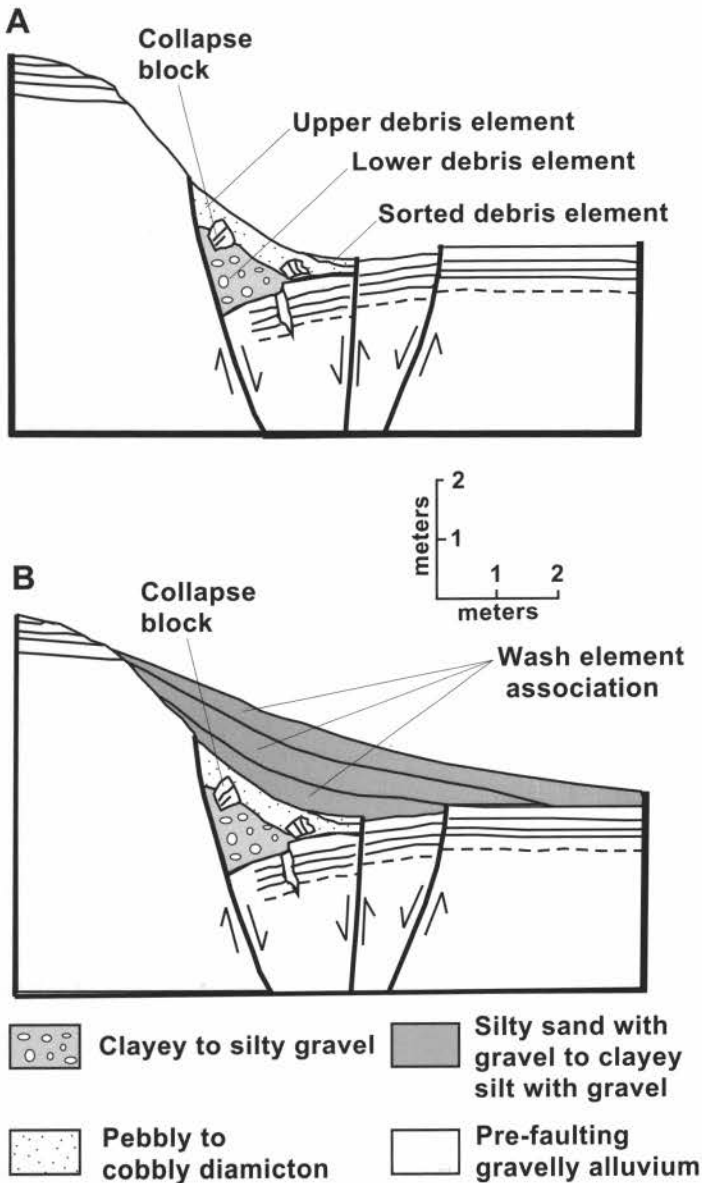 A
Collapse
block
Upper debris element
Lower debris element
Sorted debris element
2
1
meters
1 2
meters
B
Collapse
block
Wash element
association
Clayey to silty gravel
Silty sand with
gravel to clayey
silt with gravel
Pebbly to
cobbly diamicton
Pre-faulting
gravelly alluvium